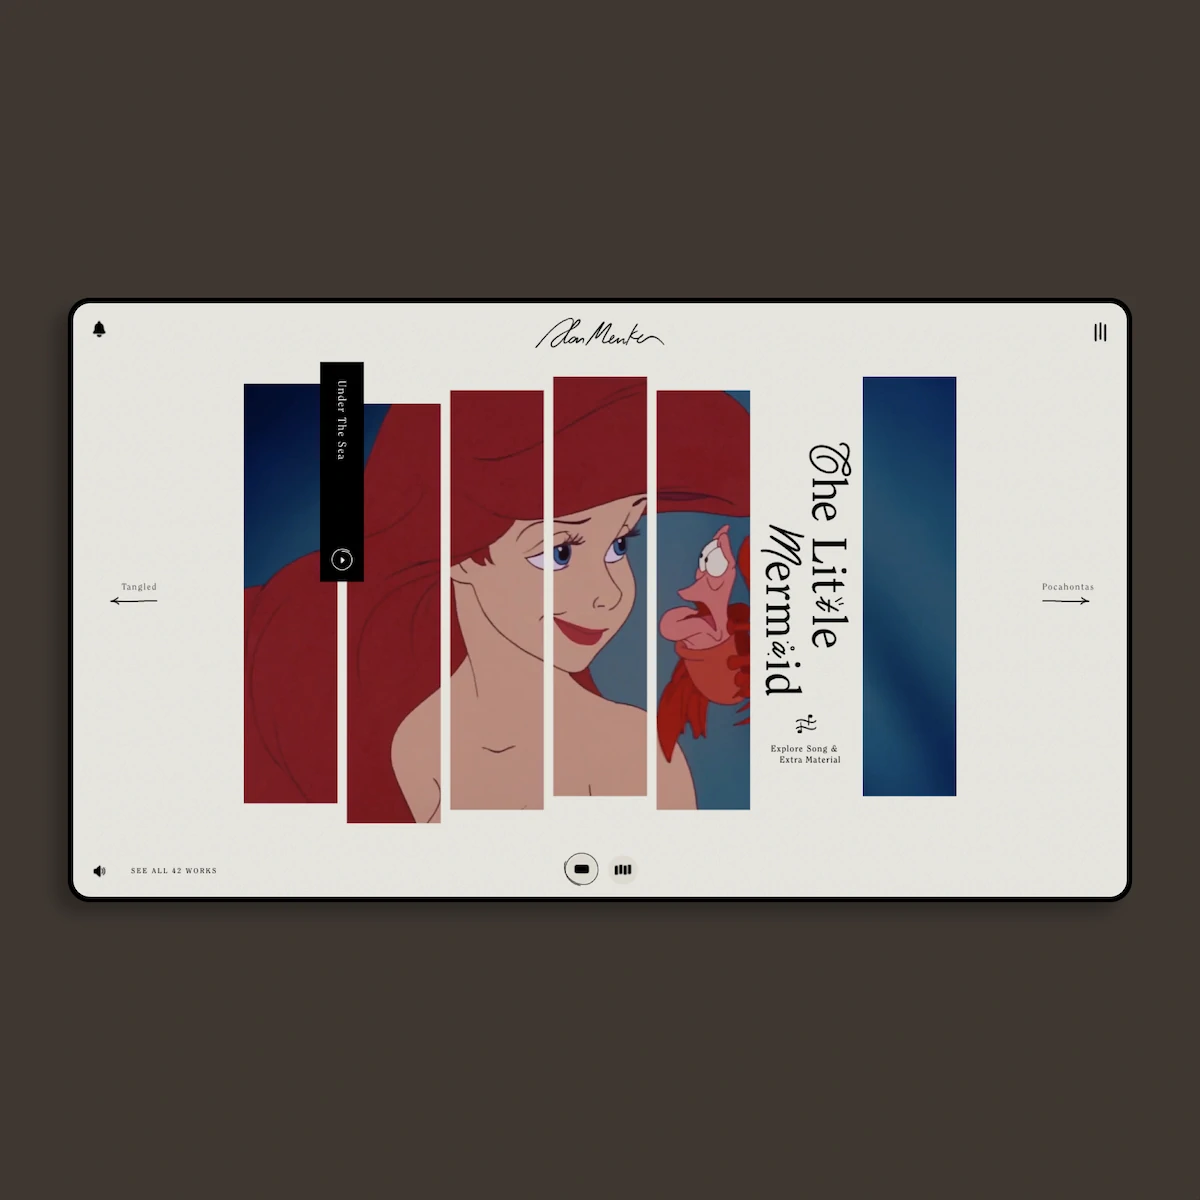 Alan Menken
Under The Sea
Tangled
The Little
Mermaid
Explore Song &
Extra Material
Pocahontas
SEE ALL 42 WORKS